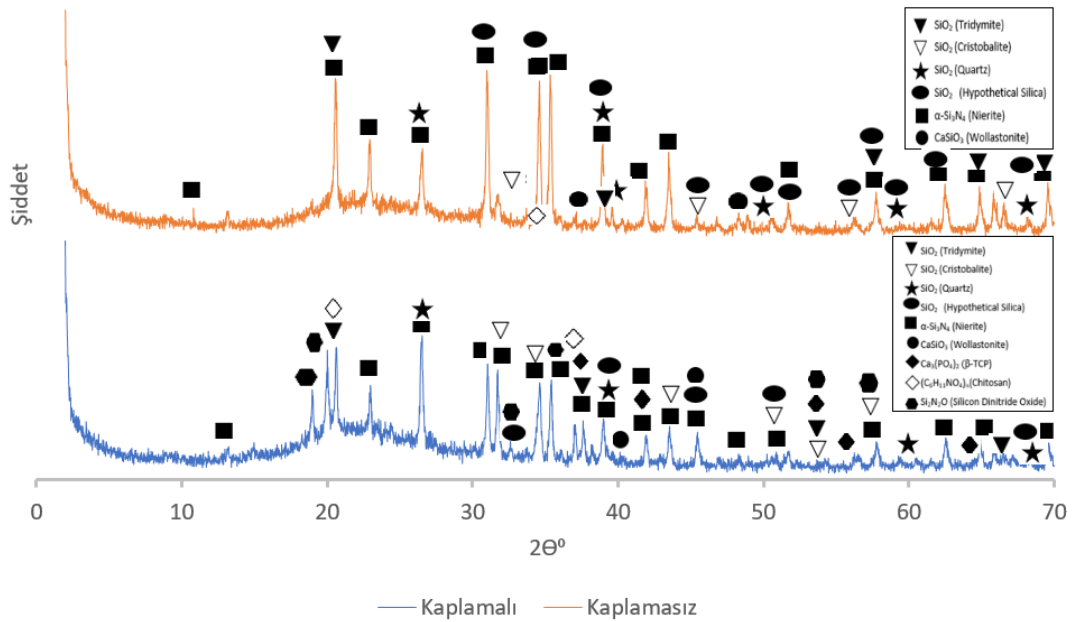 SiO₂ (Tridymite)
SiO₂ (Cristobalite)
SiO₂ (Quartz)
SiO₂ (Hypothetical Silica)
α-Si₃N₄ (Nierite)
CaSiO₃ (Wollastonite)
Şiddet
SiO₂ (Tridymite)
SiO₂ (Cristobalite)
SiO₂ (Quartz)
SiO₂ (Hypothetical Silica)
α-Si₃N₄ (Nierite)
CaSiO₃ (Wollastonite)
Ca₃(PO₄)₂ (β-TCP)
(Chitosan)
Si₂N₂O (Silicon Dinitride Oxide)
0 10 20 30 40 50 60 70
2ϴ⁰
Kaplamalı Kaplamasız